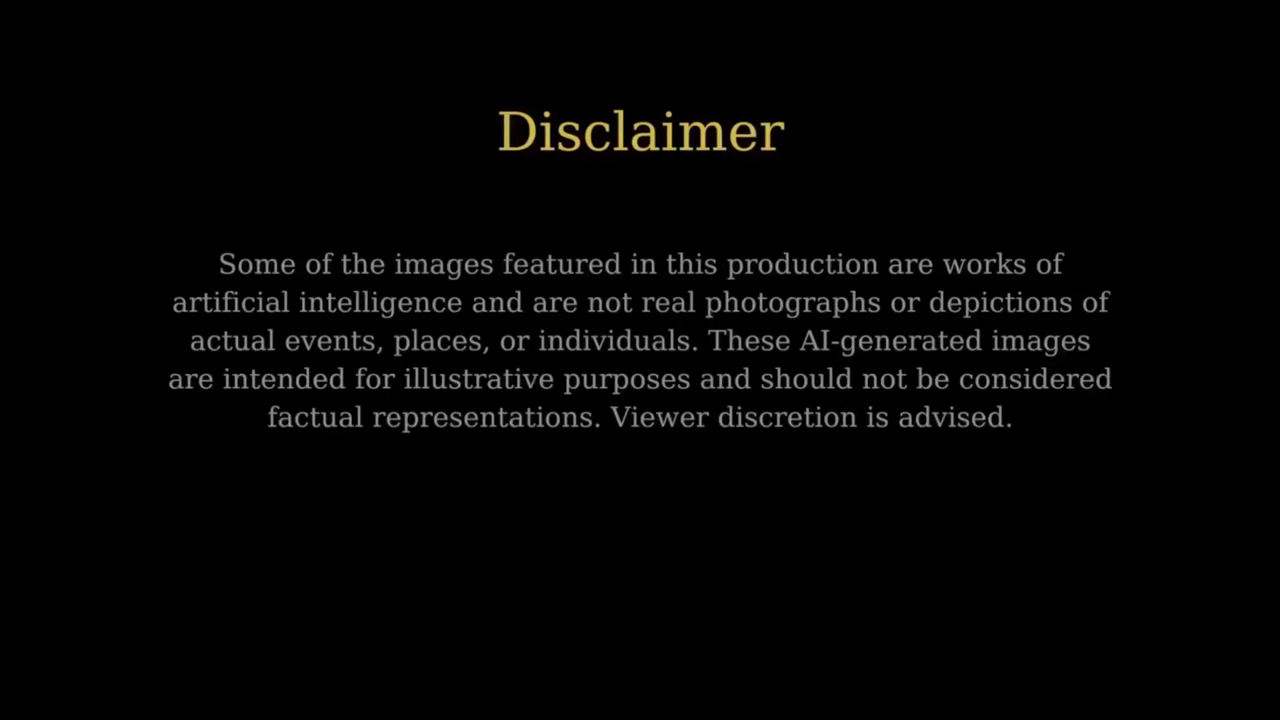 Disclaimer
Some of the images featured in this production are works of
artificial intelligence and are not real photographs or depictions of
actual events, places, or individuals. These AI-generated images
are intended for illustrative purposes and should not be considered
factual representations. Viewer discretion is advised.